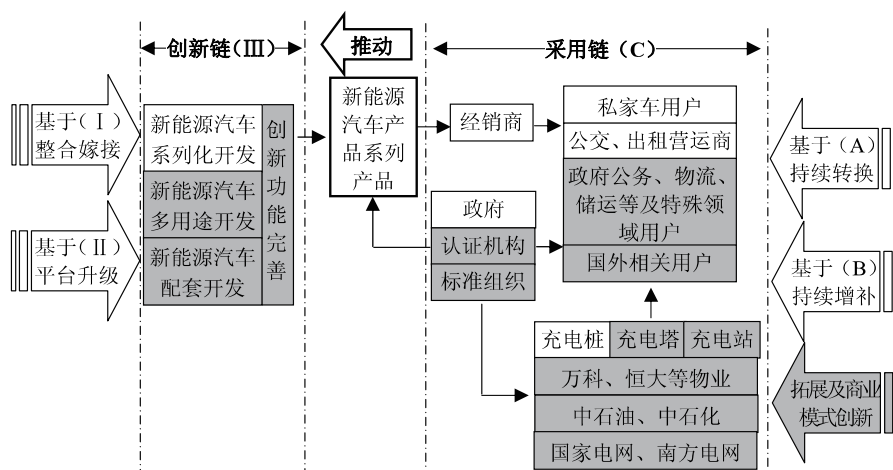 创新链（Ⅲ）
推动
采用链（C）
基于（Ⅰ）
整合嫁接
基于（Ⅱ）
平台升级
新能源汽车
系列化开发
新能源汽车
多用途开发
新能源汽车
配套开发
创新功能完善
新能源
汽车产
品系列
产品
经销商
政府
认证机构
标准组织
私家车用户
公交、出租营运商
政府公务、物流、
储运等及特殊领
域用户
国外相关用户
充电桩
充电塔
充电站
万科、恒大等物业
中石油、中石化
国家电网、南方电网
基于（A）
持续转换
基于（B）
持续增补
拓展及商业
模式创新